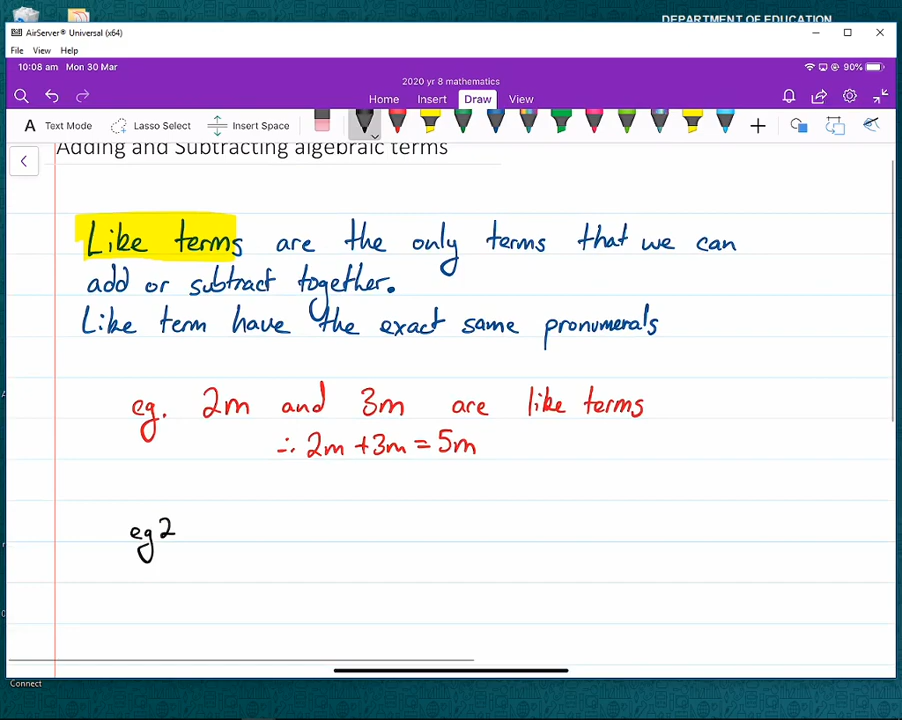 DEPARTMENT OF EDUCATION
AirServer® Universal (x64)
File View Help
10:08 am Mon 30 Mar
90%
2020 yr 8 mathematics
Home Insert Draw View
A Text Mode Lasso Select Insert Space
Adding and Subtracting algebraic terms
Like terms are the only terms that we can
add or subtract together.
Like term have the exact same pronumerals
eg. 2m and 3m are like terms
∴ 2m + 3m = 5m
eg 2
Connect